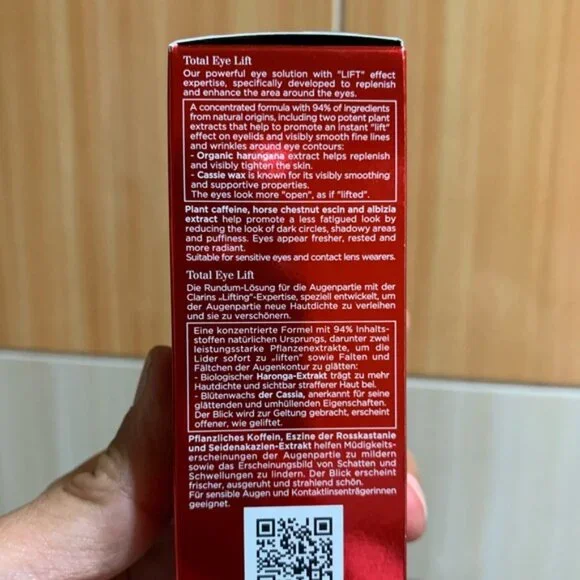 Total Eye Lift
Our powerful eye solution with "LIFT" effect
expertise, specifically developed to replenish
and enhance the area around the eyes.
A concentrated formula with 94% of ingredients
from natural origins, including two potent plant
extracts that help to promote an instant "lift"
effect on eyelids and visibly smooth fine lines
and wrinkles around eye contours:
- Organic harungana extract helps replenish
and visibly tighten the skin.
- Cassie wax is known for its visibly smoothing
and supportive properties.
The eyes look more "open", as if "lifted".
Plant caffeine, horse chestnut escin and albizia
extract help promote a less fatigued look by
reducing the look of dark circles, shadowy areas
and puffiness. Eyes appear fresher, rested and
more radiant.
Suitable for sensitive eyes and contact lens wearers.
Total Eye Lift
Die Rundum-Lösung für die Augenpartie mit der
Clarins „Lifting"-Expertise, speziell entwickelt, um
der Augenpartie neue Hautdichte zu verleihen
und sie zu verschönern.
Eine konzentrierte Formel mit 94% Inhalts-
stoffen natürlichen Ursprungs, darunter zwei
leistungsstarke Pflanzenextrakte, um die
Lider sofort zu „liften" sowie Falten und
Fältchen der Augenkontur zu glätten:
- Biologischer Haronga-Extrakt trägt zu mehr
Hautdichte und sichtbar strafferer Haut bei.
- Blütenwachs der Cassia, anerkannt für seine
glättenden und umhüllenden Eigenschaften.
Der Blick wird zur Geltung gebracht, erscheint
offener, wie geliftet.
Pflanzliches Koffein, Eszine der Rosskastanie
und Seidenakazien-Extrakt helfen Müdigkeits-
erscheinungen der Augenpartie zu mildern
sowie das Erscheinungsbild von Schatten und
Schwellungen zu lindern. Der Blick erscheint
frischer, ausgeruht und strahlend schön.
Für sensible Augen und Kontaktlinsenträgerinnen
geeignet.